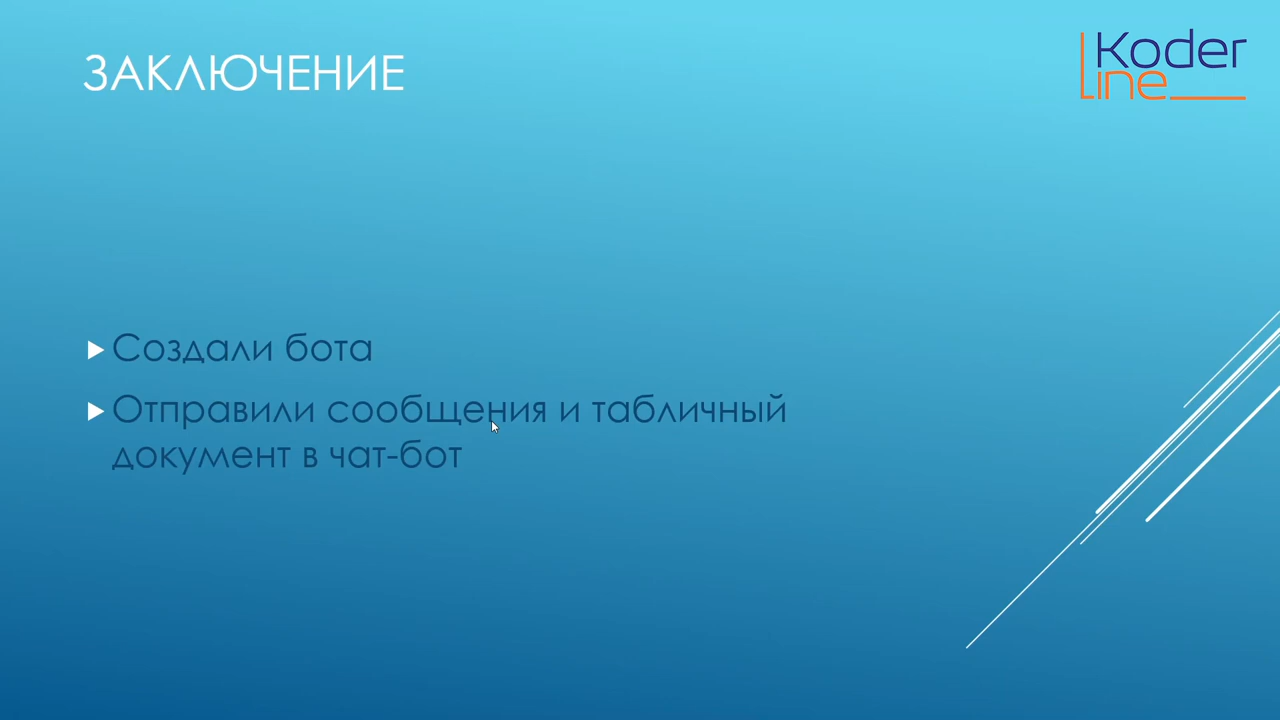 ЗАКЛЮЧЕНИЕ
Koder
Line
Создали бота
Отправили сообщения и табличный
документ в чат-бот